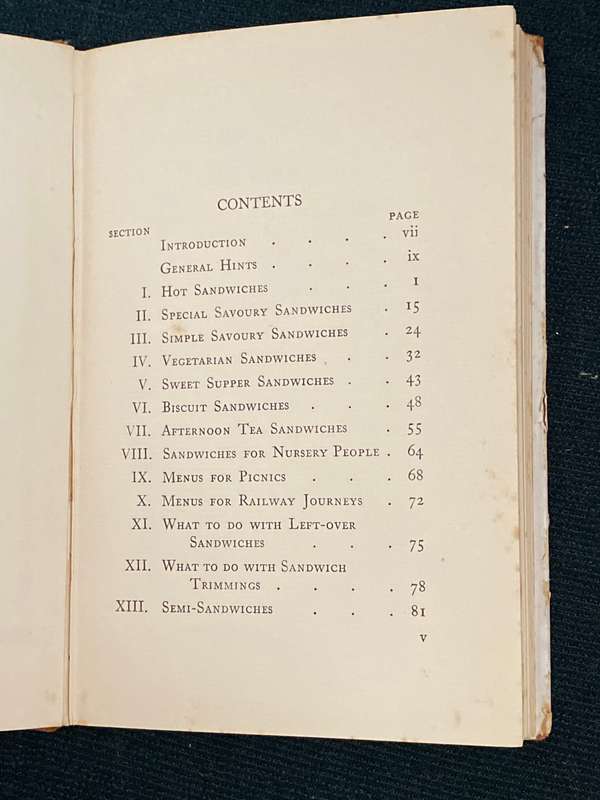 CONTENTS
SECTION PAGE
INTRODUCTION . . . . vii
GENERAL HINTS . . . . ix
I. HOT SANDWICHES . . . 1
II. SPECIAL SAVOURY SANDWICHES . 15
III. SIMPLE SAVOURY SANDWICHES . 24
IV. VEGETARIAN SANDWICHES . . 32
V. SWEET SUPPER SANDWICHES . . 43
VI. BISCUIT SANDWICHES . . . 48
VII. AFTERNOON TEA SANDWICHES . 55
VIII. SANDWICHES FOR NURSERY PEOPLE . 64
IX. MENUS FOR PICNICS . . . 68
X. MENUS FOR RAILWAY JOURNEYS . 72
XI. WHAT TO DO WITH LEFT-OVER
SANDWICHES . . . 75
XII. WHAT TO DO WITH SANDWICH
TRIMMINGS . . . . 78
XIII. SEMI-SANDWICHES . . . 81
v